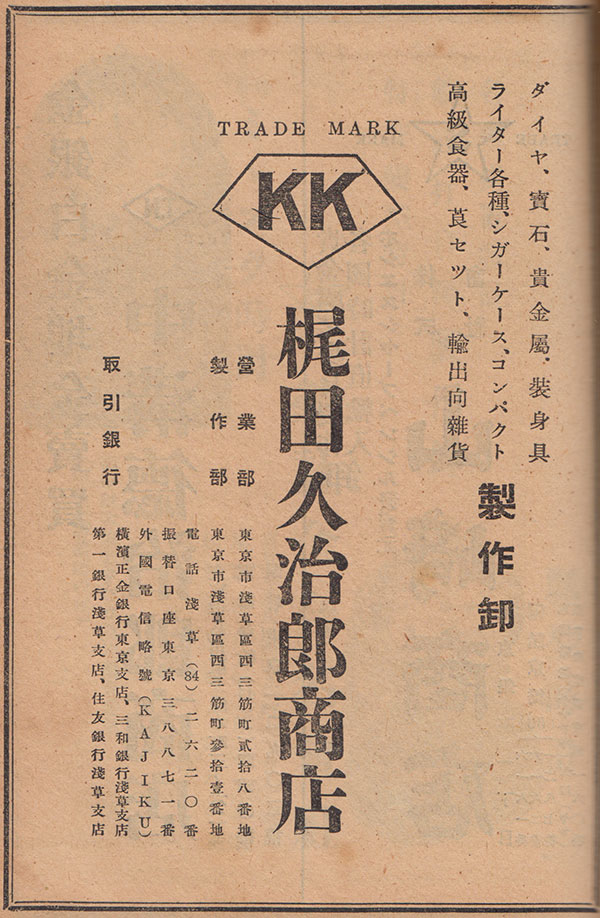 ダイヤ、寶石、貴金屬、裝身具
ライター各種、シガーケース、コンパクト
高級食器、莨セット、輸出向雜貨
製作卸
TRADE MARK
KK
梶田久治郎商店
營業部 東京市淺草區西三筋町貳拾八番地
製作部 東京市淺草區西三筋町參拾壹番地
電話淺草(84)二六二〇番
振替口座東京三八八七一番
外國電信略號(KAJIKU)
取引銀行 橫濱正金銀行東京支店、三和銀行淺草支店
第一銀行淺草支店、住友銀行淺草支店